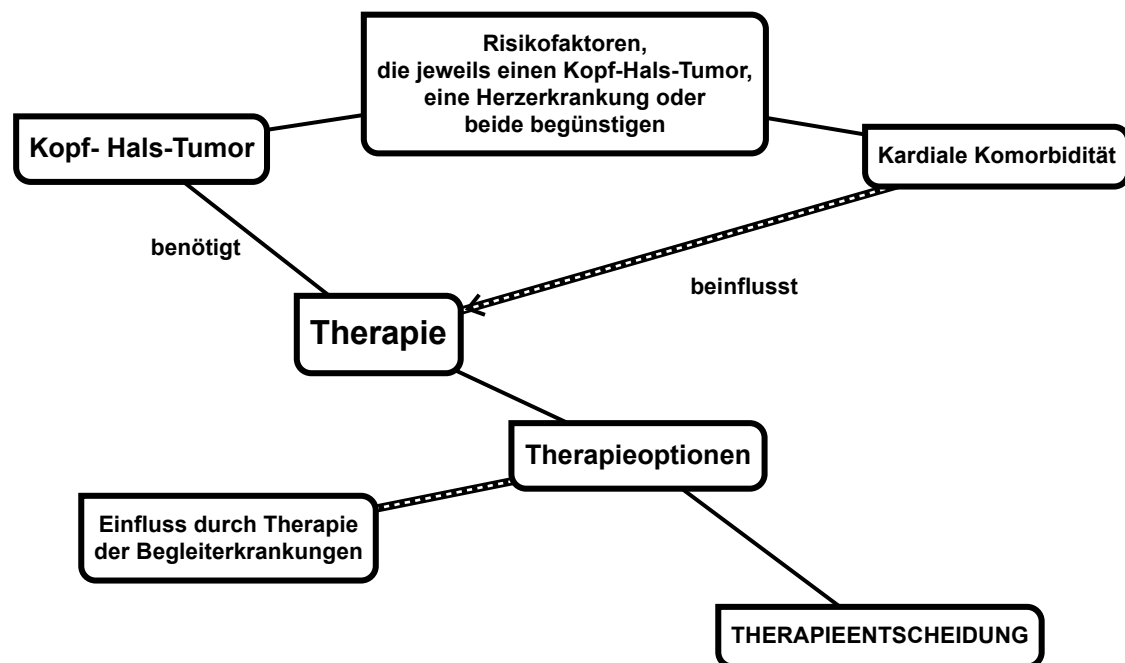 Risikofaktoren,
die jeweils einen Kopf-Hals-Tumor,
eine Herzerkrankung oder
beide begünstigen
Kopf- Hals-Tumor
Kardiale Komorbidität
benötigt
beinflusst
Therapie
Therapieoptionen
Einfluss durch Therapie
der Begleiterkrankungen
THERAPIEENTSCHEIDUNG